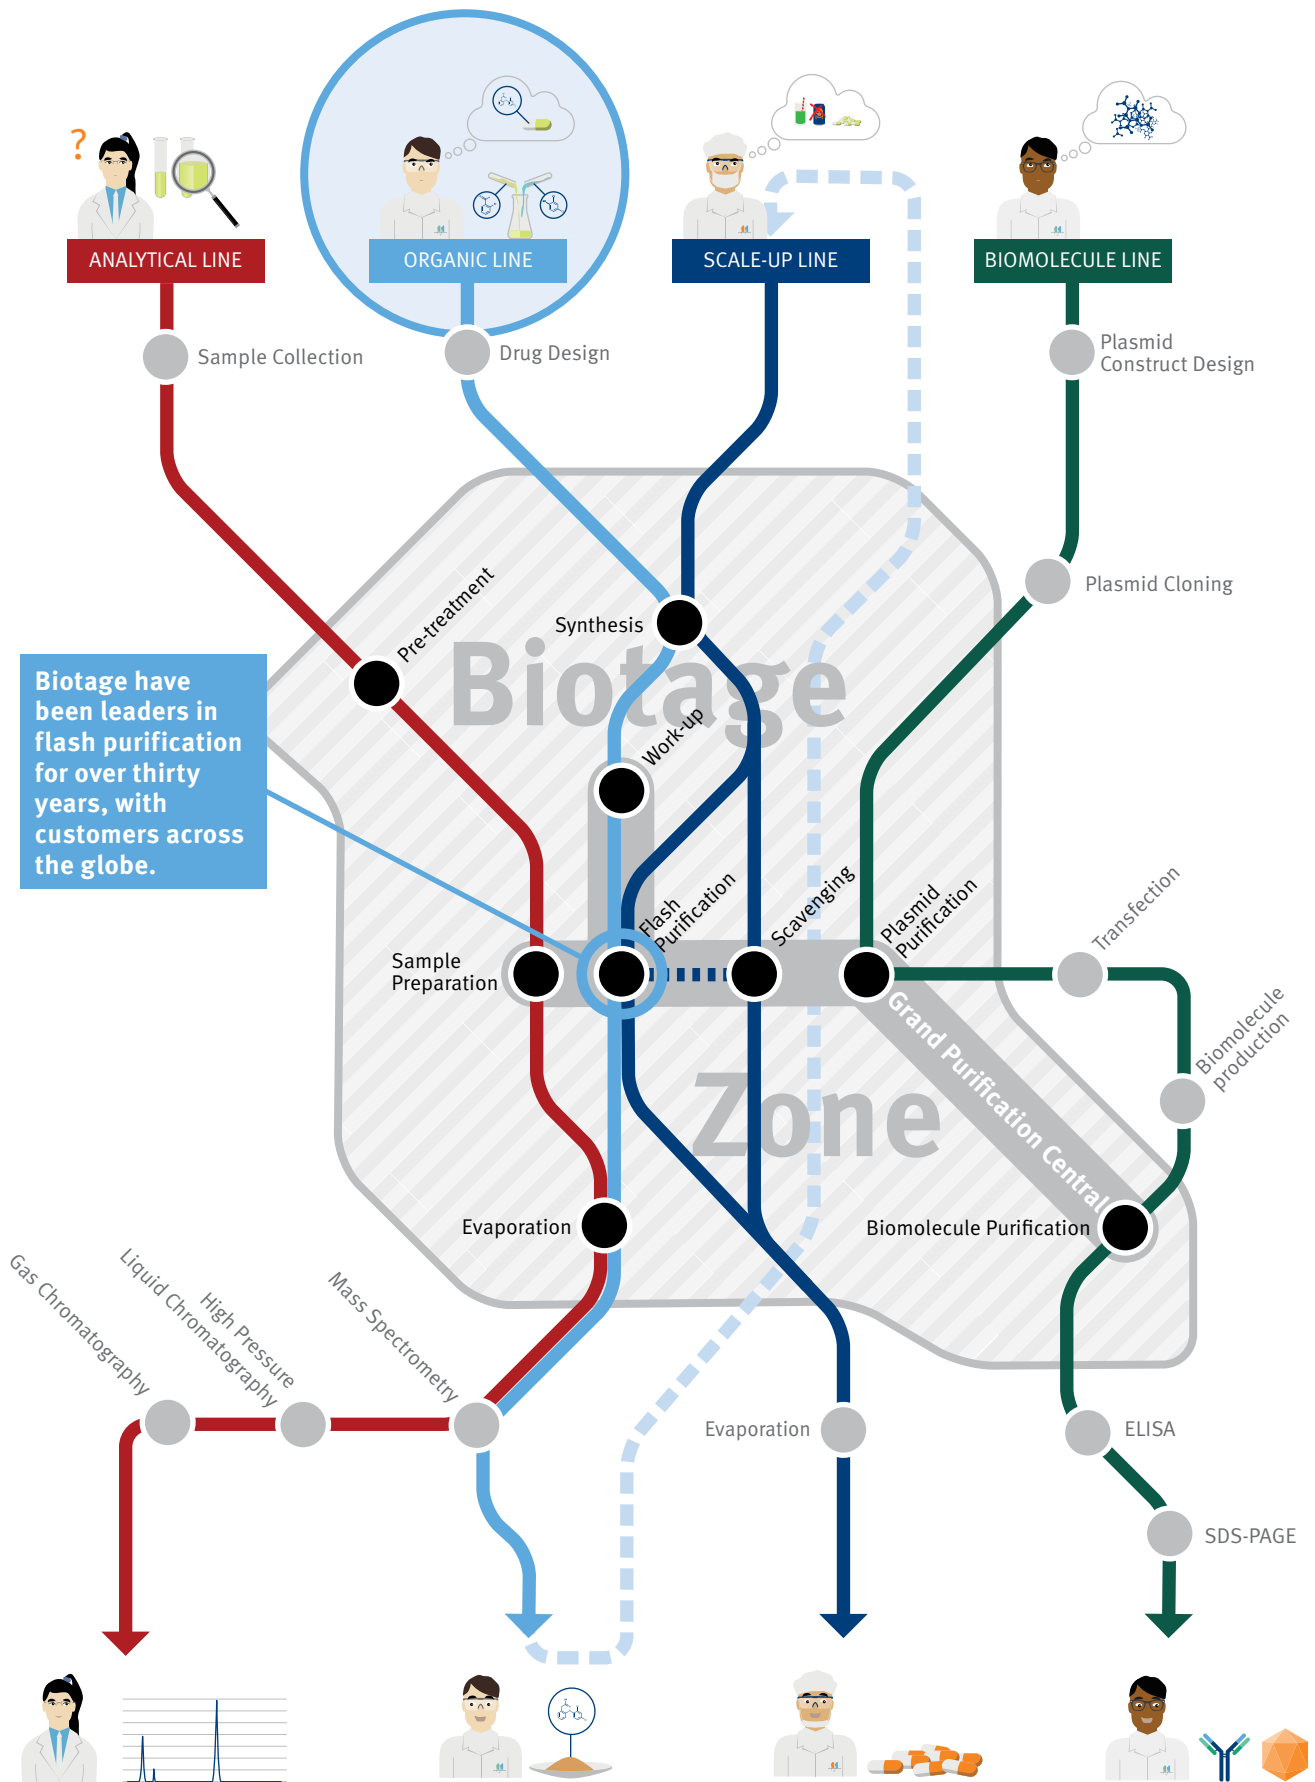 ?
ANALYTICAL LINE
ORGANIC LINE
SCALE-UP LINE
BIOMOLECULE LINE
Sample Collection
Drug Design
Plasmid
Construct Design
Plasmid Cloning
Pre-treatment
Synthesis
Biotage
Work-up
Biotage have
been leaders in
flash purification
for over thirty
years, with
customers across
the globe.
Flash
Purification
Scavenging
Plasmid
Purification
Transfection
Sample
Preparation
Biomolecule
production
Grand Purification Central
Zone
Evaporation
Biomolecule Purification
Gas Chromatography
High Pressure
Liquid Chromatography
Mass Spectrometry
Evaporation
ELISA
SDS-PAGE